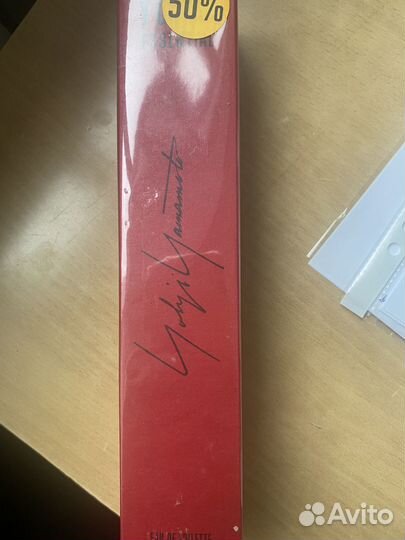 50%
Yohji Yamamoto
EAU DE TOILETTE
Avito